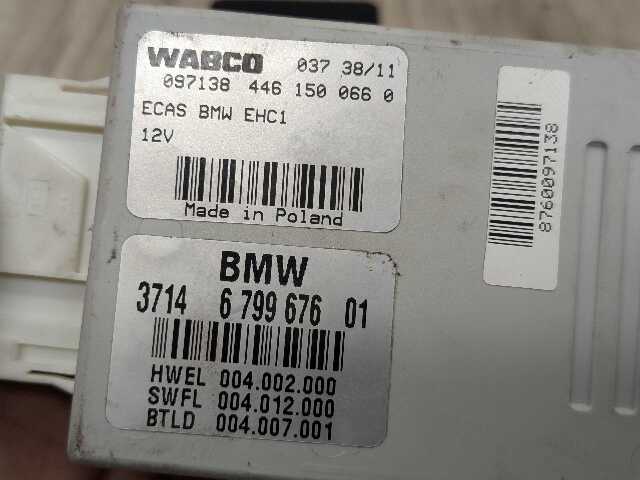 WABCO 037 38/11
097138 446 150 066 0
ECAS BMW EHC1
12V
Made in Poland
8760097138
BMW
3714 6 799 676 01
HWEL 004.002.000
SWFL 004.012.000
BTLD 004.007.001